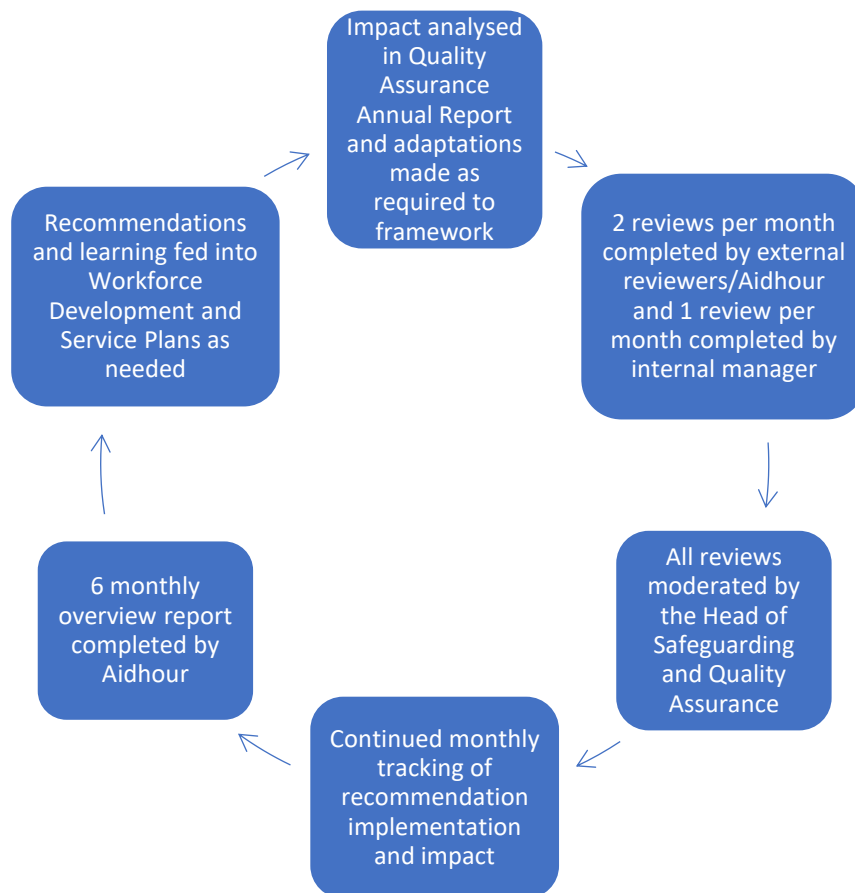 Impact analysed
in Quality
Assurance
Annual Report
and adaptations
made as
required to
framework
2 reviews per month
completed by external
reviewers/Aidhour
and 1 review per
month completed by
internal manager
All reviews
moderated by
the Head of
Safeguarding
and Quality
Assurance
Continued monthly
tracking of
recommendation
implementation
and impact
6 monthly
overview report
completed by
Aidhour
Recommendations
and learning fed into
Workforce
Development and
Service Plans as
needed